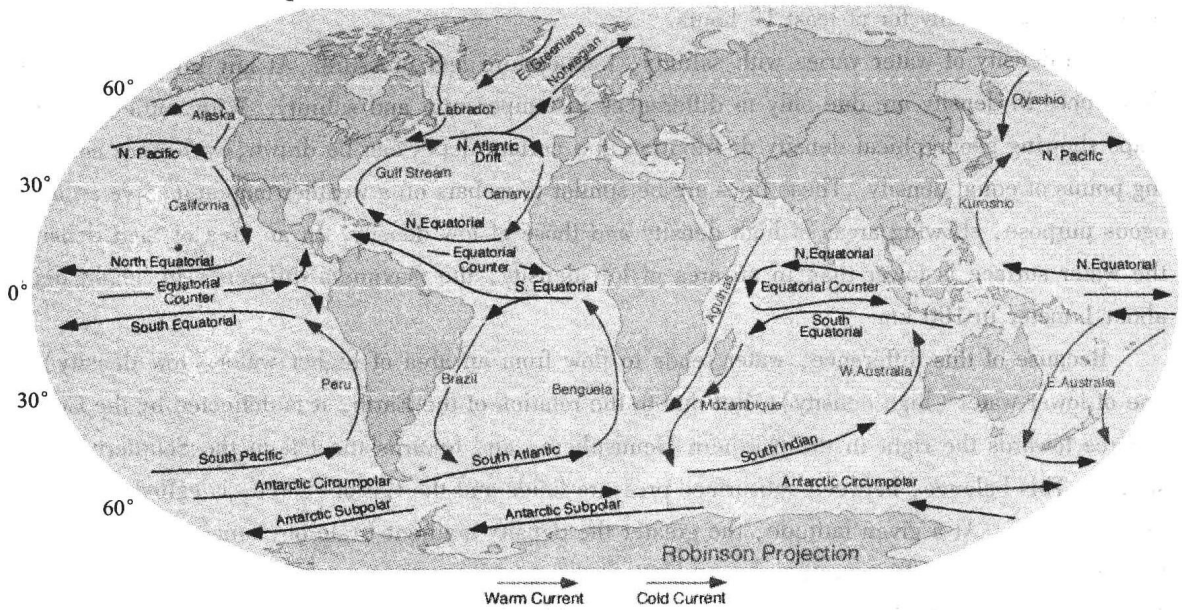 60°
30°
0°
30°
60°
Alaska
N. Pacific
California
North Equatorial
Equatorial
Counter
South Equatorial
Peru
South Pacific
Antarctic Circumpolar
Antarctic Subpolar
Labrador
E. Greenland
Norwegian
N. Atlantic
Drift
Gulf Stream
Canary
N. Equatorial
Equatorial
Counter
S. Equatorial
Brazil
Benguela
South Atlantic
Antarctic Subpolar
Agulhas
Mozambique
N. Equatorial
Equatorial Counter
South
Equatorial
W. Australia
South Indian
Antarctic Circumpolar
Oyashio
N. Pacific
Kuroshio
N. Equatorial
E. Australia
Robinson Projection
Warm Current
Cold Current